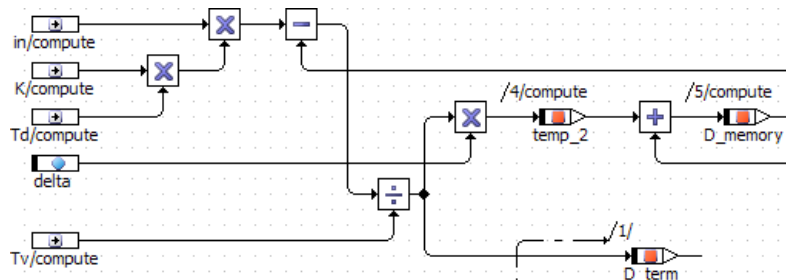 in/compute
K/compute
Td/compute
delta
Tv/compute
/4/compute
temp_2
/5/compute
D_memory
/1/
D_term